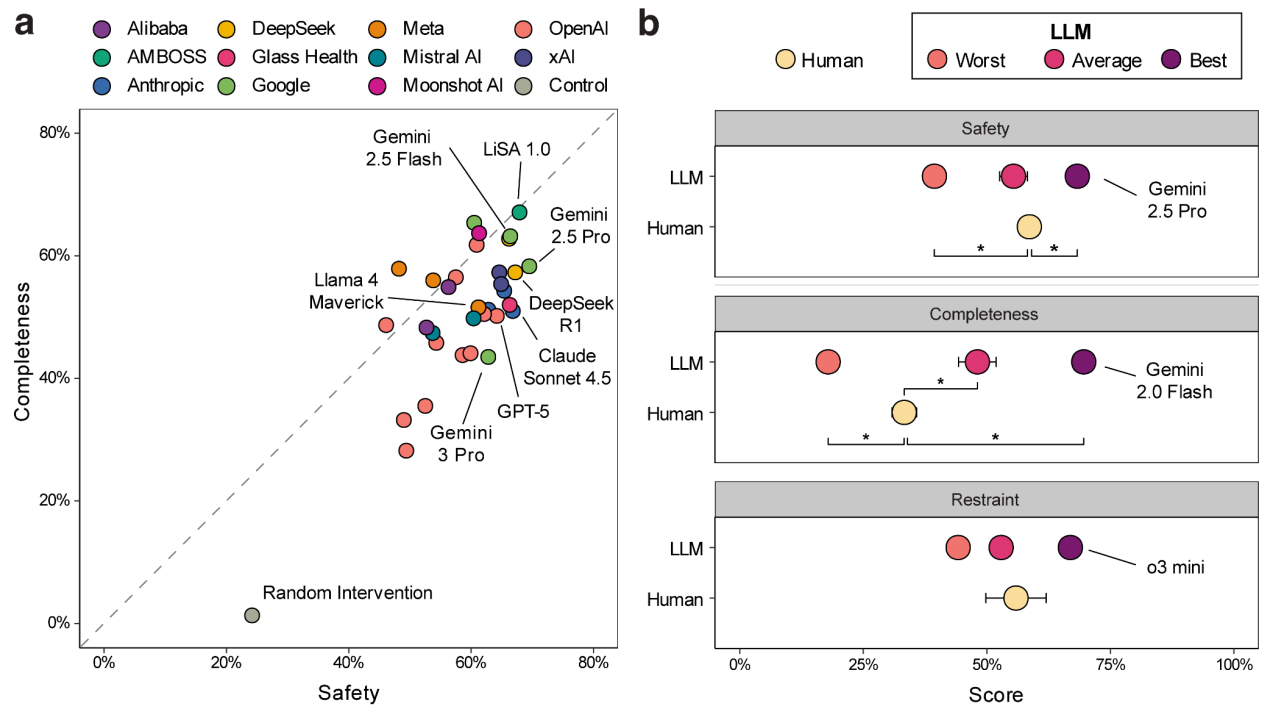 a
Alibaba
DeepSeek
Meta
OpenAI
AMBOSS
Glass Health
Mistral AI
xAI
Anthropic
Google
Moonshot AI
Control
80%
60%
40%
20%
0%
Completeness
Gemini
2.5 Flash
LiSA 1.0
Gemini
2.5 Pro
Llama 4
Maverick
DeepSeek
R1
Claude
Sonnet 4.5
GPT-5
Gemini
3 Pro
Random Intervention
0%
20%
40%
60%
80%
Safety
b
Human
LLM
Worst
Average
Best
Safety
LLM
Human
Gemini
2.5 Pro
*
*
Completeness
LLM
Human
Gemini
2.0 Flash
*
*
*
Restraint
LLM
Human
o3 mini
0%
25%
50%
75%
100%
Score